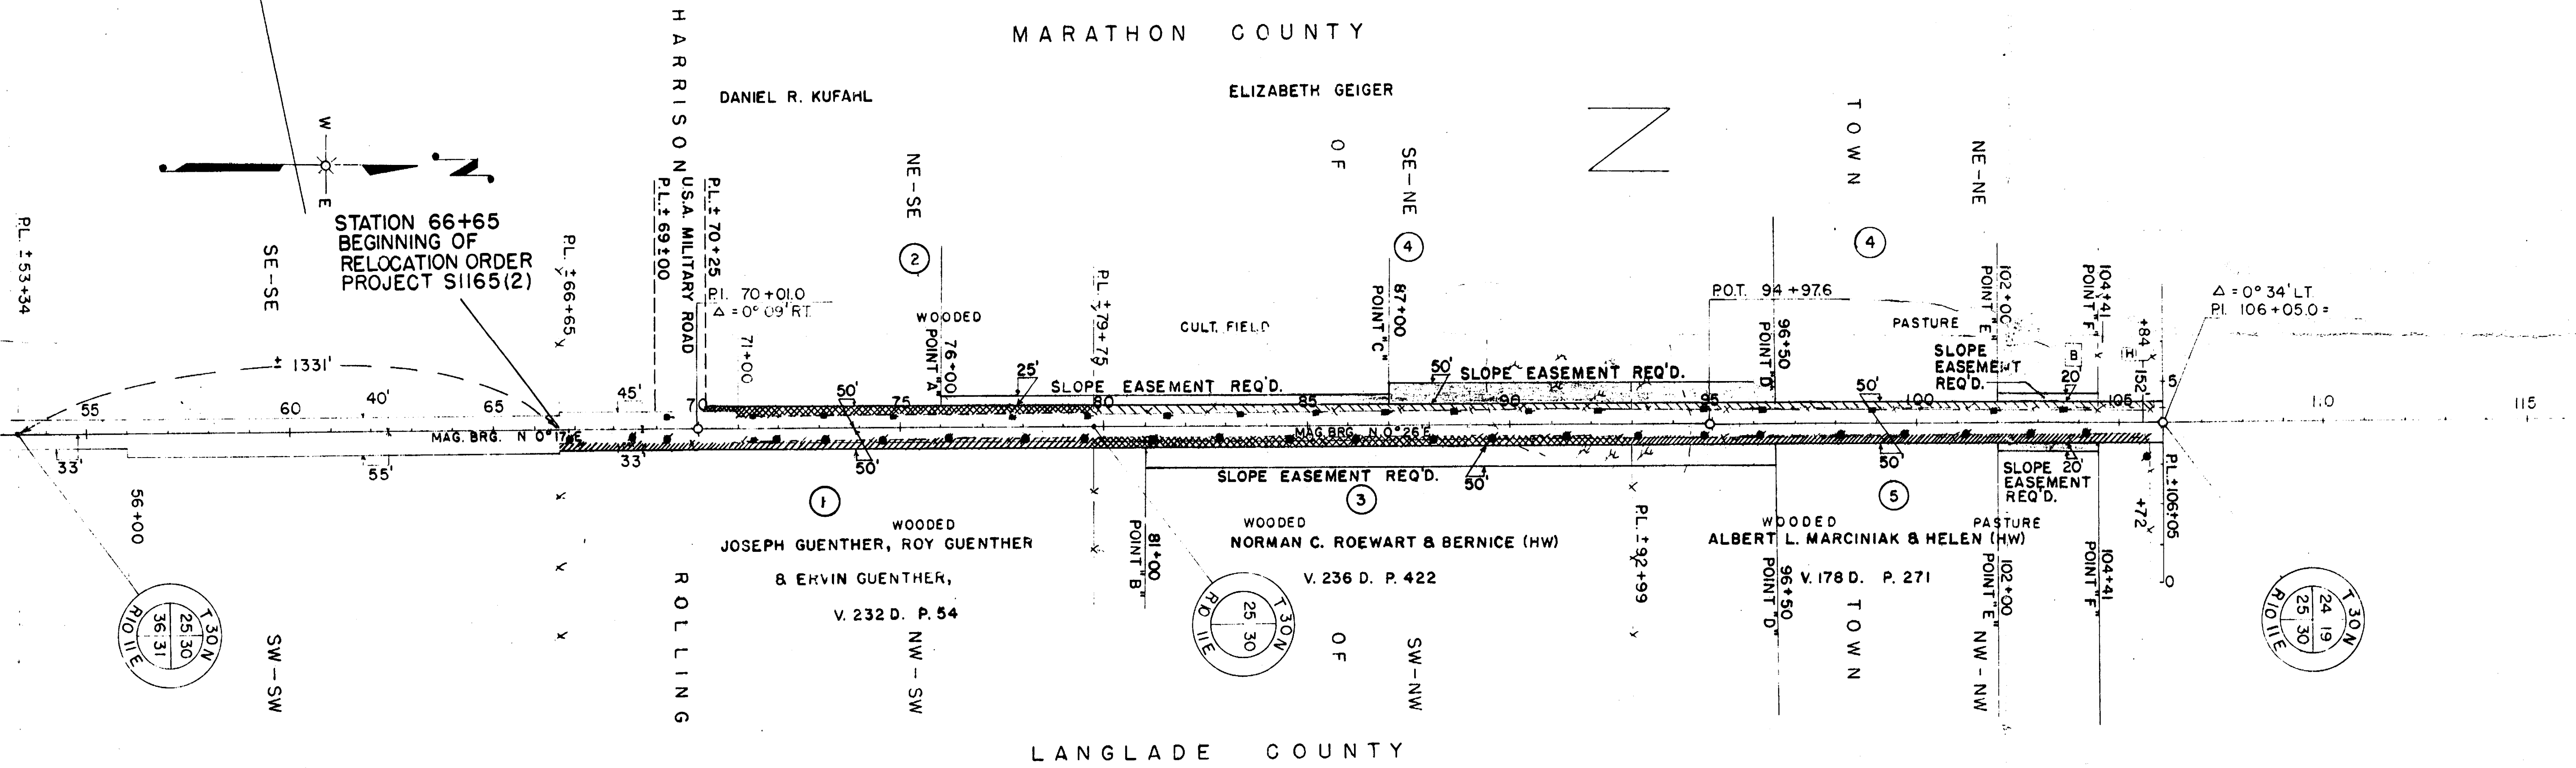 MARATHON COUNTY
HARRISON
DANIEL R. KUFAHL
ELIZABETH GEIGER
TOWN
OF
NE-SE
SE-NE
NE-NE
W
E
N
STATION 66+65
BEGINNING OF
RELOCATION ORDER
PROJECT S1165(2)
P.L. ± 53+34
SE-SE
P.L. ± 66+65
P.L. ± 69±00
U.S.A. MILITARY ROAD
P.L. ± 70+25
P.I. 70+01.0
Δ = 0° 09' RT.
71+00
2
4
4
WOODED
76+00
POINT "A"
P.L. ± 79+75
CULT. FIELD
87+00
POINT "C"
P.O.T. 94+97.6
96+50
POINT "D"
PASTURE
102+00
POINT "E"
104+41
POINT "F"
B
H
+84
152'
Δ = 0° 34' LT.
P.I. 106+05.0 =
± 1331'
25'
SLOPE EASEMENT REQ'D.
50'
SLOPE EASEMENT REQ'D.
SLOPE
EASEMENT
REQ'D.
20'
50'
50'
55
60
40'
65
45'
70
75
80
85
90
95
100
105
5
110
115
MAG. BRG. N 0° 17' E
MAG. BRG. N 0° 26' E
33'
55'
33'
50'
50'
50'
SLOPE EASEMENT REQ'D.
SLOPE 20'
EASEMENT
REQ'D.
56+00
1
3
5
WOODED
JOSEPH GUENTHER, ROY GUENTHER
& ERVIN GUENTHER,
V. 232 D. P. 54
81+00
POINT "B"
WOODED
NORMAN C. ROEWART & BERNICE (HW)
V. 236 D. P. 422
P.L. ± 92+99
WOODED
PASTURE
ALBERT L. MARCINIAK & HELEN (HW)
V. 178 D. P. 271
96+50
POINT "D"
102+00
POINT "E"
104+41
POINT "F"
+72
P.L. ± 106+05
0
T 30 N
25 30
36 31
R 10 11 E
T 30 N
25 30
R 10 11 E
T 30 N
24 19
25 30
R 10 11 E
SW-SW
ROLLING
NW-SW
OF
SW-NW
TOWN
NW-NW
LANGLADE COUNTY